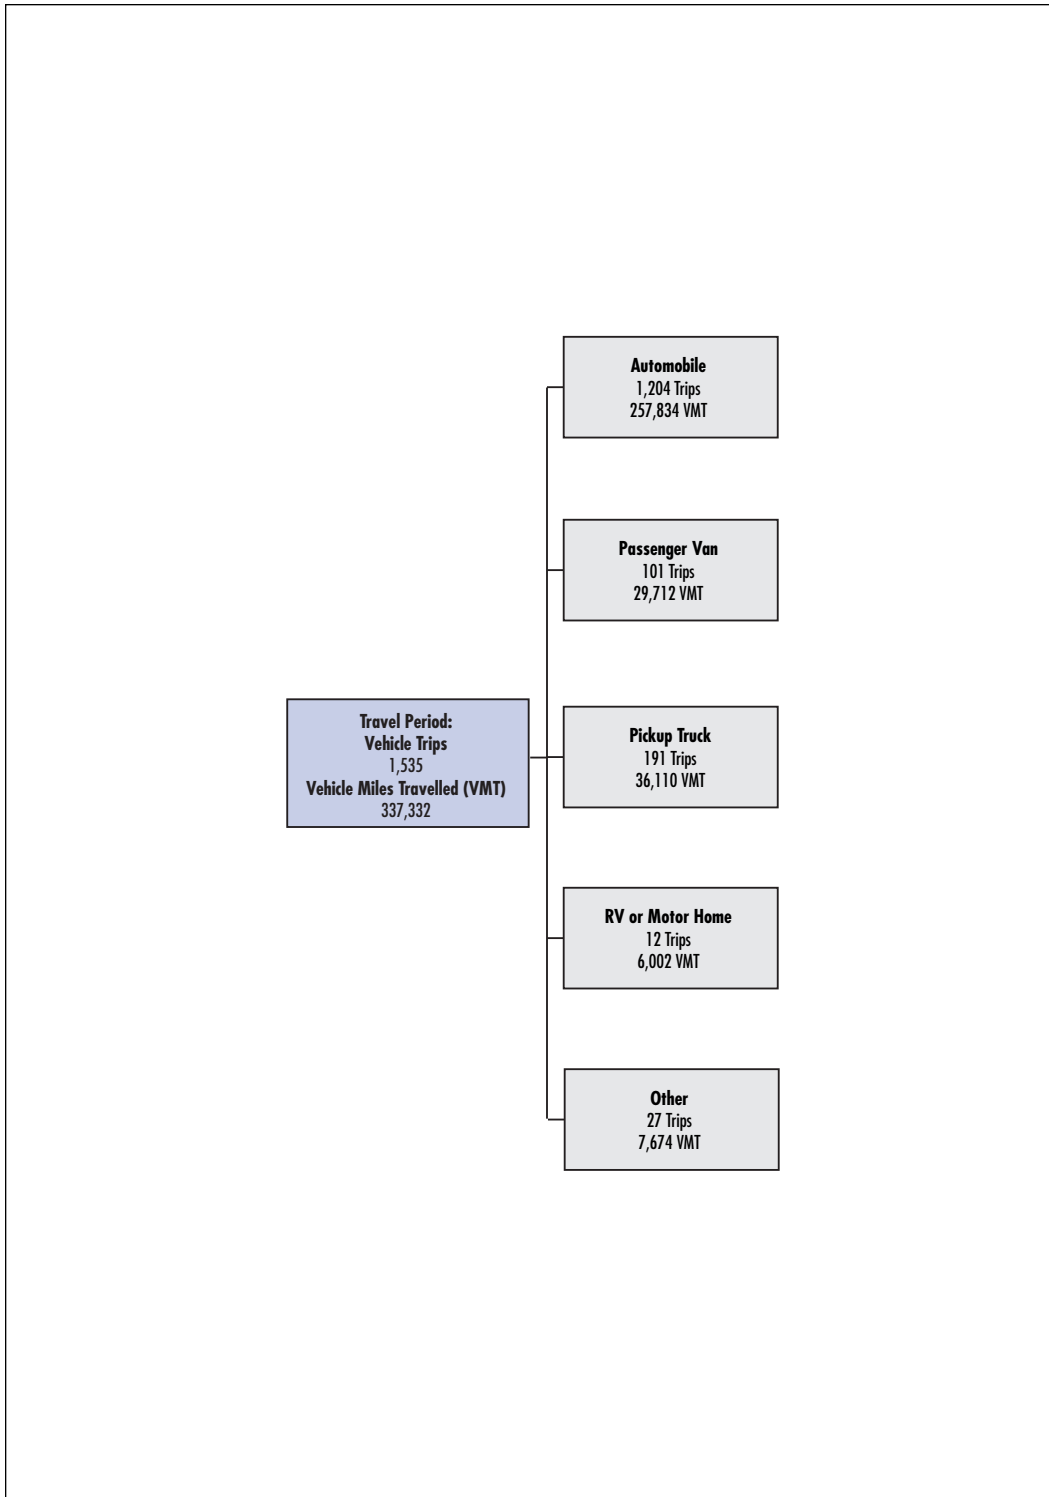 Automobile
1,204 Trips
257,834 VMT
Passenger Van
101 Trips
29,712 VMT
Travel Period:
Vehicle Trips
1,535
Vehicle Miles Travelled (VMT)
337,332
Pickup Truck
191 Trips
36,110 VMT
RV or Motor Home
12 Trips
6,002 VMT
Other
27 Trips
7,674 VMT